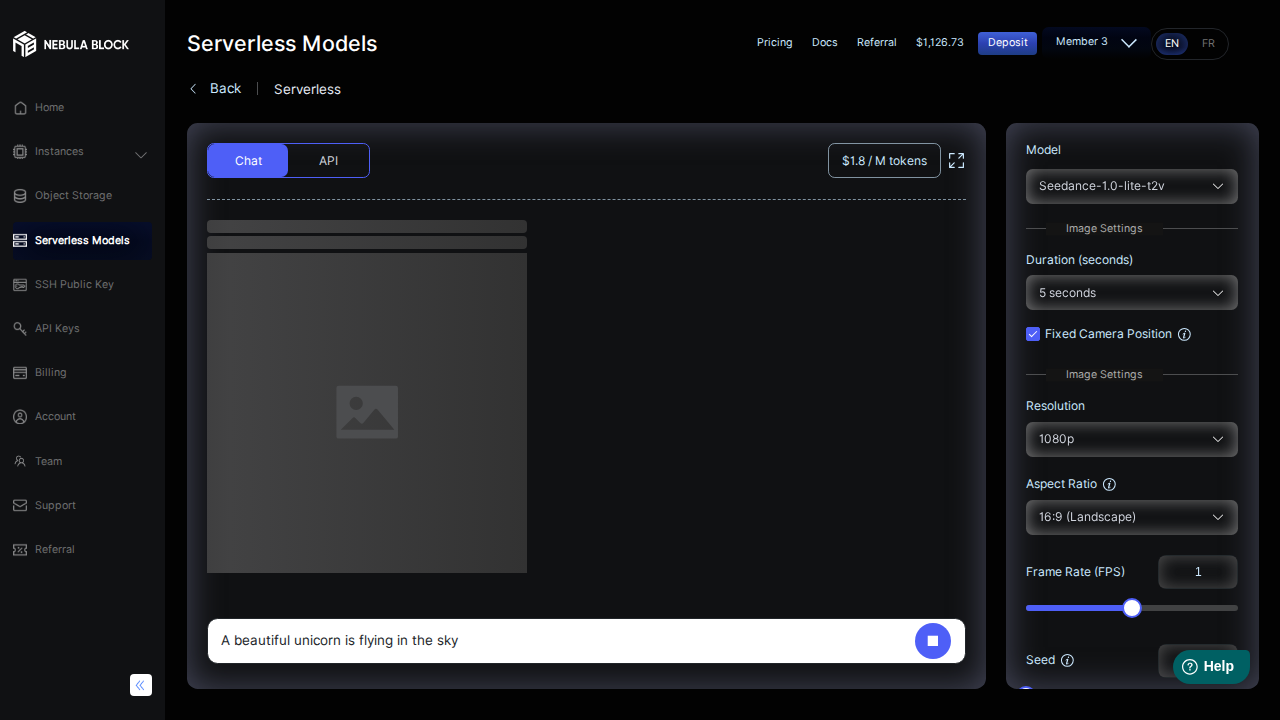 NEBULA BLOCK
Home
Instances
Object Storage
Serverless Models
SSH Public Key
API Keys
Billing
Account
Team
Support
Referral
Serverless Models
Pricing
Docs
Referral
$1,126.73
Deposit
Member 3
EN
FR
Back
Serverless
Chat
API
$1.8 / M tokens
A beautiful unicorn is flying in the sky
Model
Seedance-1.0-lite-t2v
Image Settings
Duration (seconds)
5 seconds
Fixed Camera Position
Image Settings
Resolution
1080p
Aspect Ratio
16:9 (Landscape)
Frame Rate (FPS)
1
Seed
Help